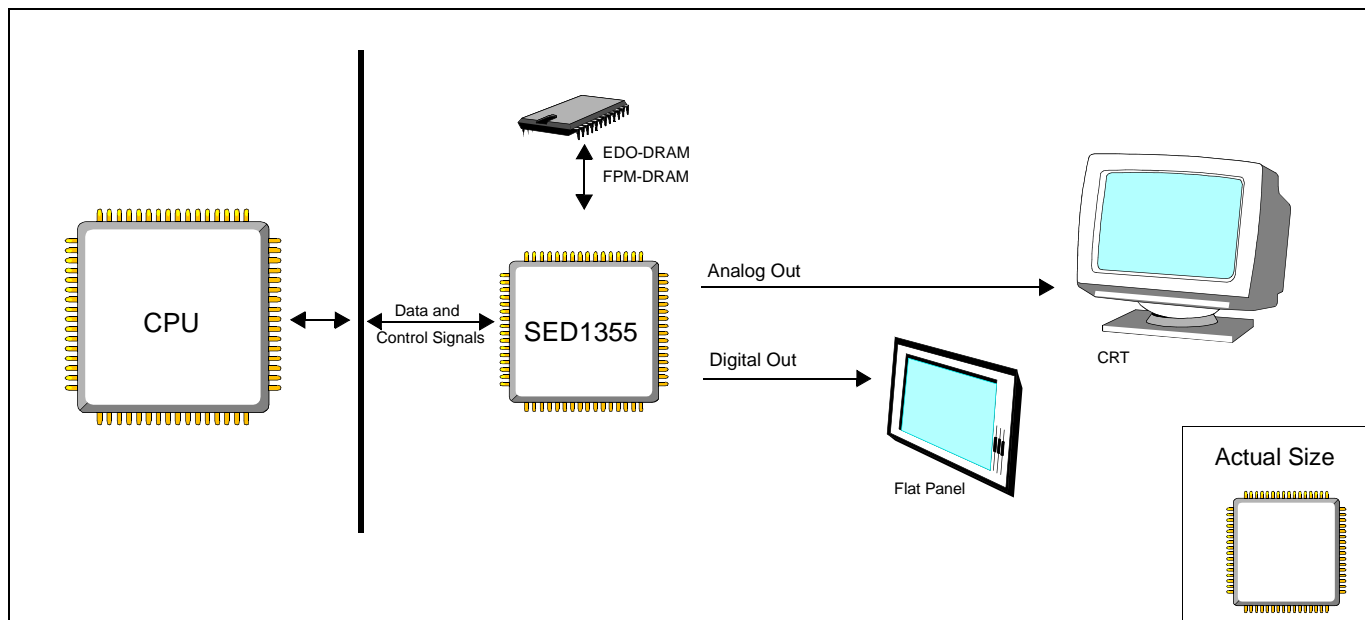 EDO-DRAM
FPM-DRAM
CPU
Data and
Control Signals
SED1355
Analog Out
Digital Out
CRT
Flat Panel
Actual Size